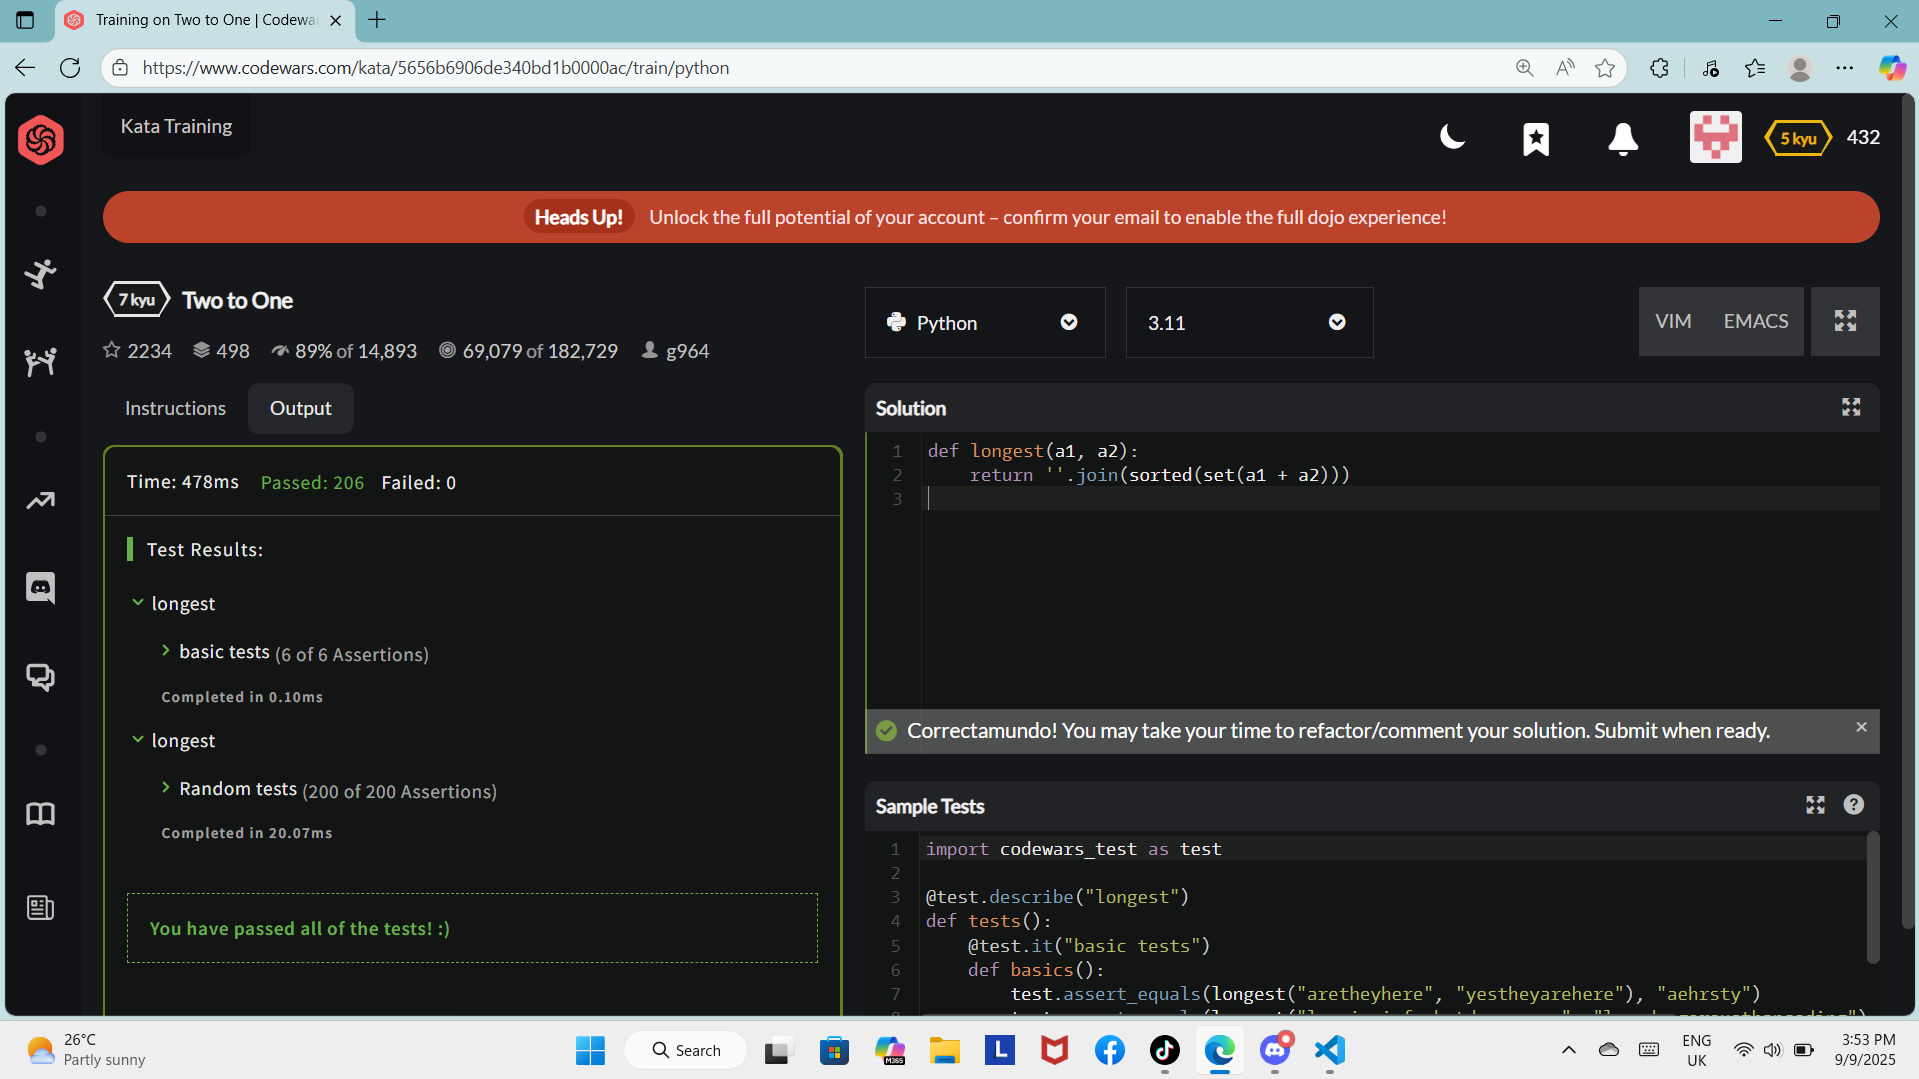 Training on Two to One | Codewar
https://www.codewars.com/kata/5656b6906de340bd1b0000ac/train/python
Kata Training
5 kyu
432
Heads Up! Unlock the full potential of your account – confirm your email to enable the full dojo experience!
7 kyu
Two to One
2234
498
89% of 14,893
69,079 of 182,729
g964
Python
3.11
VIM
EMACS
Instructions
Output
Time: 478ms Passed: 206 Failed: 0
Test Results:
longest
basic tests (6 of 6 Assertions)
Completed in 0.10ms
longest
Random tests (200 of 200 Assertions)
Completed in 20.07ms
You have passed all of the tests! :)
Solution
1 def longest(a1, a2):
2     return ''.join(sorted(set(a1 + a2)))
3
Correctamundo! You may take your time to refactor/comment your solution. Submit when ready.
Sample Tests
1 import codewars_test as test
2
3 @test.describe("longest")
4 def tests():
5     @test.it("basic tests")
6     def basics():
7         test.assert_equals(longest("aretheyhere", "yestheyarehere"), "aehrsty")
26°C
Partly sunny
Search
M365
L
ENG
UK
3:53 PM
9/9/2025